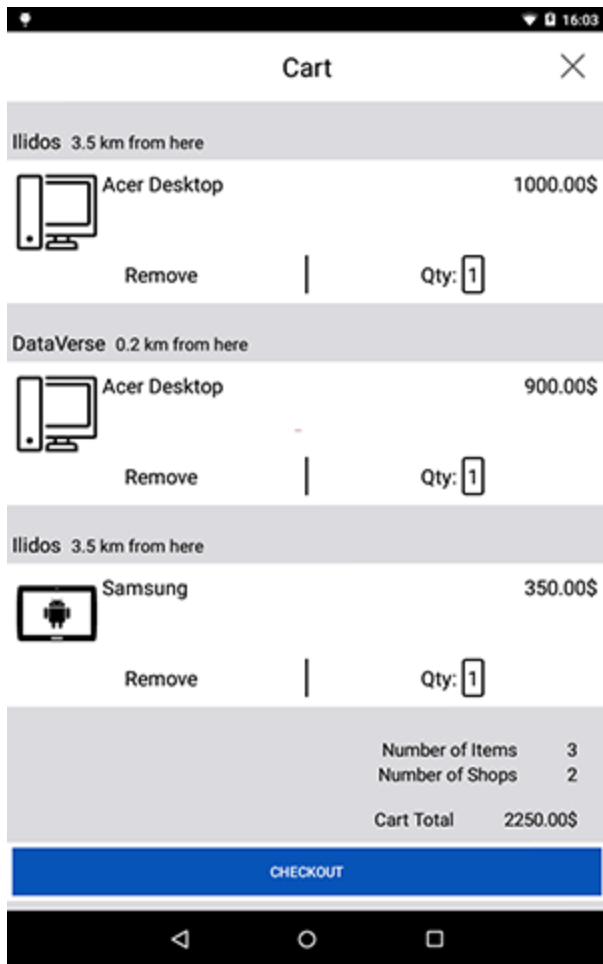 16:03
Cart
Ilidos 3.5 km from here
Acer Desktop 1000.00$
Remove Qty: 1
DataVerse 0.2 km from here
Acer Desktop 900.00$
Remove Qty: 1
Ilidos 3.5 km from here
Samsung 350.00$
Remove Qty: 1
Number of Items 3
Number of Shops 2
Cart Total 2250.00$
CHECKOUT